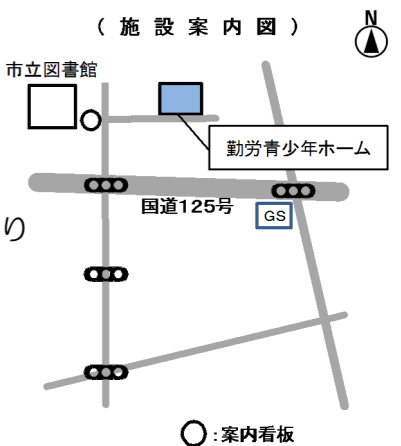 （施設案内図）
N
市立図書館
勤労青少年ホーム
国道125号
GS
り
：案内看板